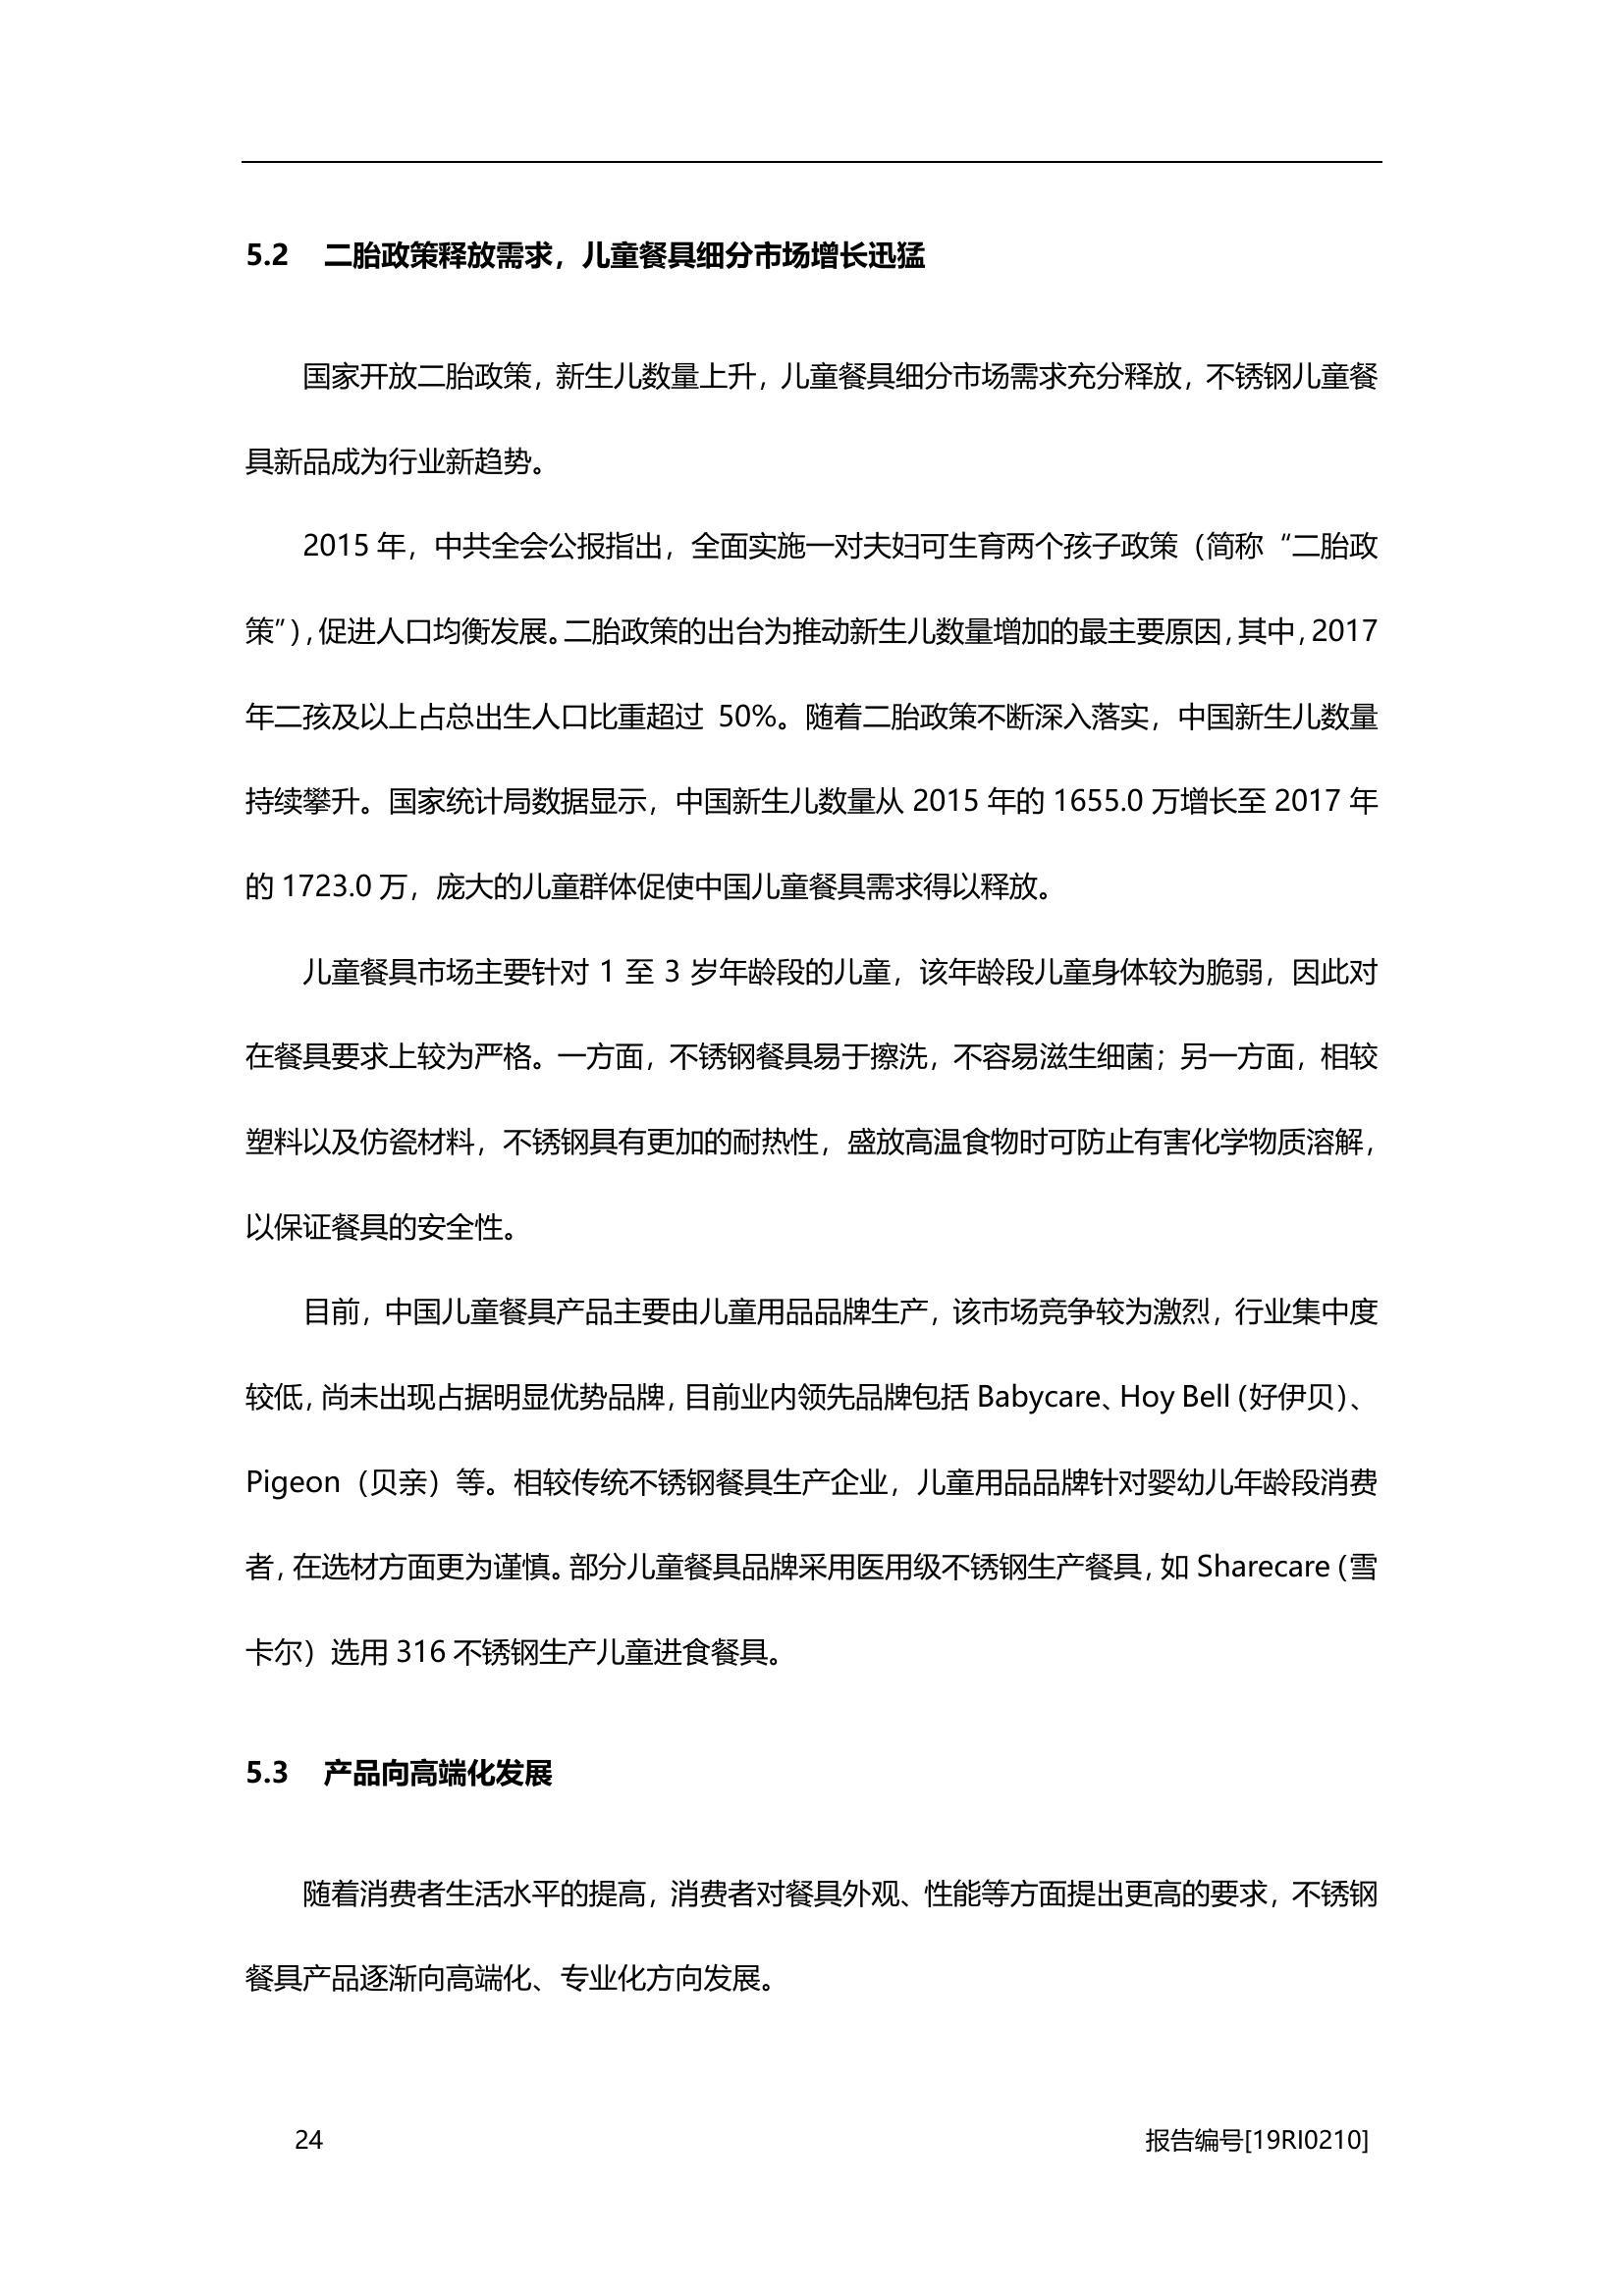 5.2 二胎政策释放需求，儿童餐具细分市场增长迅猛
国家开放二胎政策，新生儿数量上升，儿童餐具细分市场需求充分释放，不锈钢儿童餐
具新品成为行业新趋势。
2015 年，中共全会公报指出，全面实施一对夫妇可生育两个孩子政策（简称“二胎政
策”），促进人口均衡发展。二胎政策的出台为推动新生儿数量增加的最主要原因，其中，2017
年二孩及以上占总出生人口比重超过 50%。随着二胎政策不断深入落实，中国新生儿数量
持续攀升。国家统计局数据显示，中国新生儿数量从 2015 年的 1655.0 万增长至 2017 年
的 1723.0 万，庞大的儿童群体促使中国儿童餐具需求得以释放。
儿童餐具市场主要针对 1 至 3 岁年龄段的儿童，该年龄段儿童身体较为脆弱，因此对
在餐具要求上较为严格。一方面，不锈钢餐具易于擦洗，不容易滋生细菌；另一方面，相较
塑料以及仿瓷材料，不锈钢具有更加的耐热性，盛放高温食物时可防止有害化学物质溶解，
以保证餐具的安全性。
目前，中国儿童餐具产品主要由儿童用品品牌生产，该市场竞争较为激烈，行业集中度
较低，尚未出现占据明显优势品牌，目前业内领先品牌包括 Babycare、Hoy Bell（好伊贝）、
Pigeon（贝亲）等。相较传统不锈钢餐具生产企业，儿童用品品牌针对婴幼儿年龄段消费
者，在选材方面更为谨慎。部分儿童餐具品牌采用医用级不锈钢生产餐具，如 Sharecare（雪
卡尔）选用 316 不锈钢生产儿童进食餐具。
5.3 产品向高端化发展
随着消费者生活水平的提高，消费者对餐具外观、性能等方面提出更高的要求，不锈钢
餐具产品逐渐向高端化、专业化方向发展。
24 报告编号[19RI0210]